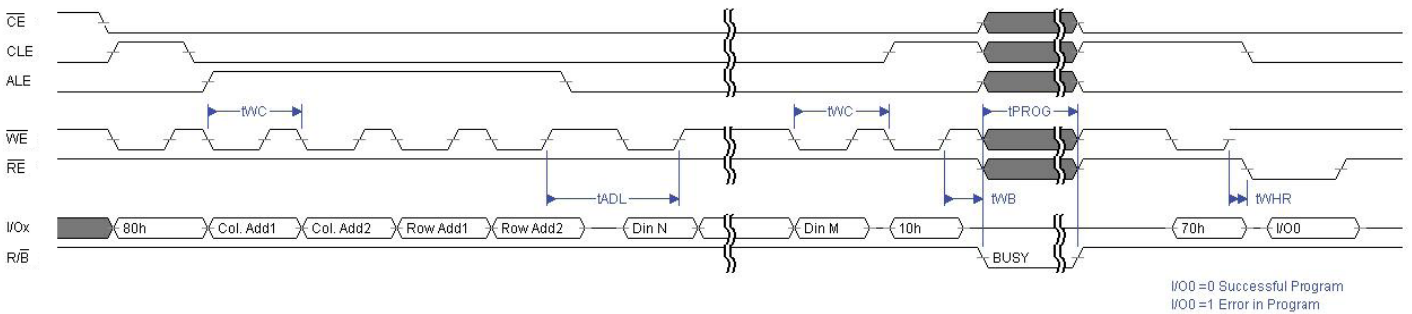 CE
CLE
ALE
tWC tWC tPROG
WE
RE
tADL tWB tWHR
I/Ox 80h Col. Add1 Col. Add2 Row Add1 Row Add2 Din N Din M 10h 70h I/O0
R/B BUSY
I/O0 =0 Successful Program
I/O0 =1 Error in Program